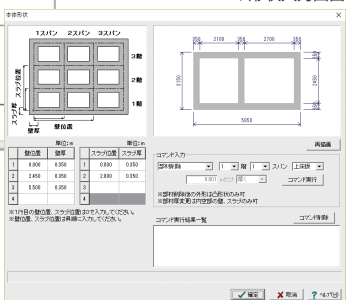 本体形状
1スパン 2スパン 3スパン
3階
2階
1階
スラブ位置
スラブ厚
壁位置
壁厚
350 2100 350 2700 350
350
2450
350
3150
5850
単位:m 単位:m
壁位置 壁厚 スラブ位置 スラブ厚
1 0.000 0.350 1 0.000 0.350
2 2.450 0.350 2 2.800 0.350
3 5.500 0.350 3
4 4
※1行目の壁位置、スラブ位置は0で入力してください。
※壁位置、スラブ位置は昇順に入力して下さい。
再描画
コマンド入力
部材削除 1 階 1 スパン 上床版
0.001 mだけ 厚く コマンド実行
※部材削除後の外形は凸形状のみ可
※部材厚変更は内空部の壁、スラブのみ可
コマンド実行結果一覧 コマンド削除
確定 取消 ? ヘルプ(H)